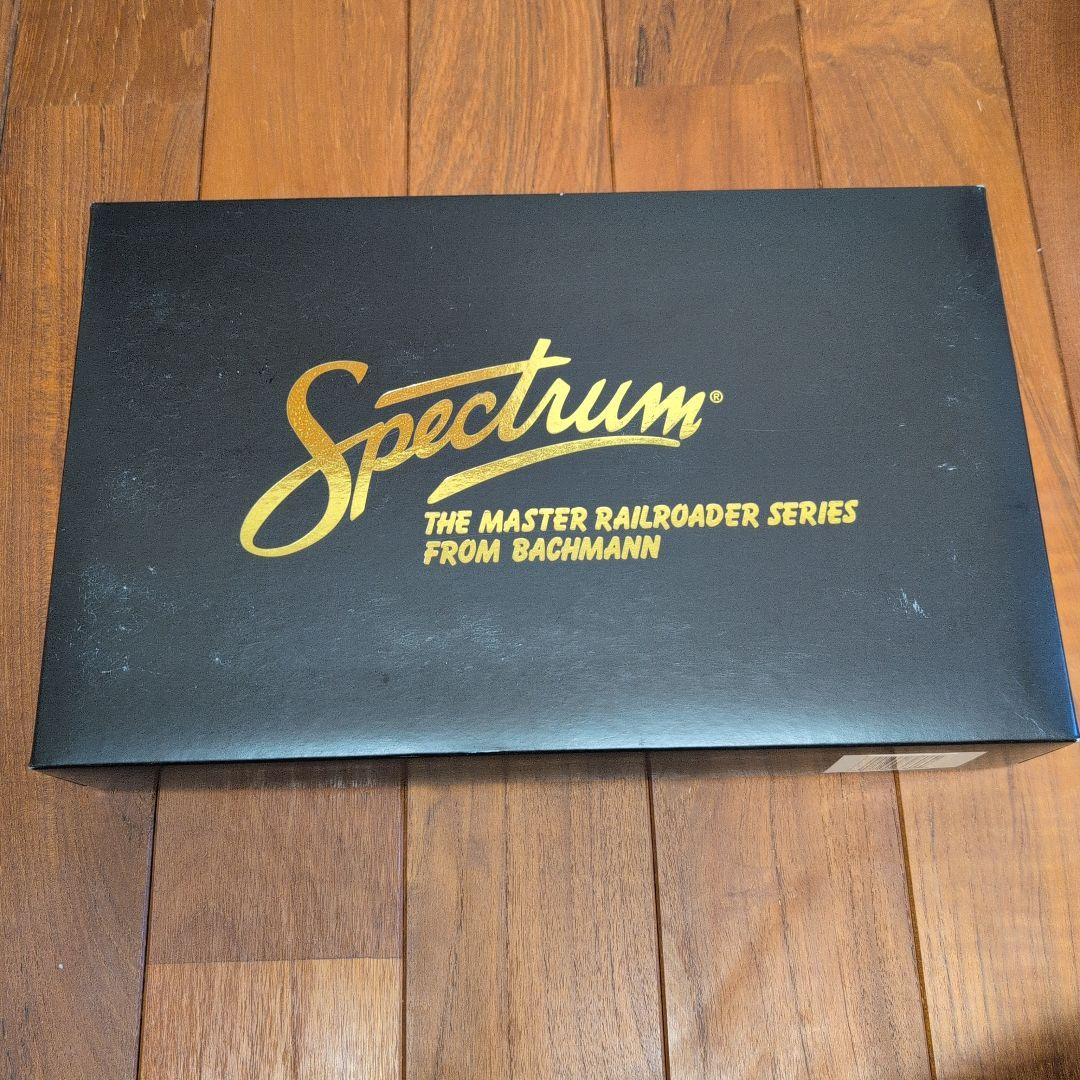 Spectrum®
THE MASTER RAILROADER SERIES
FROM BACHMANN